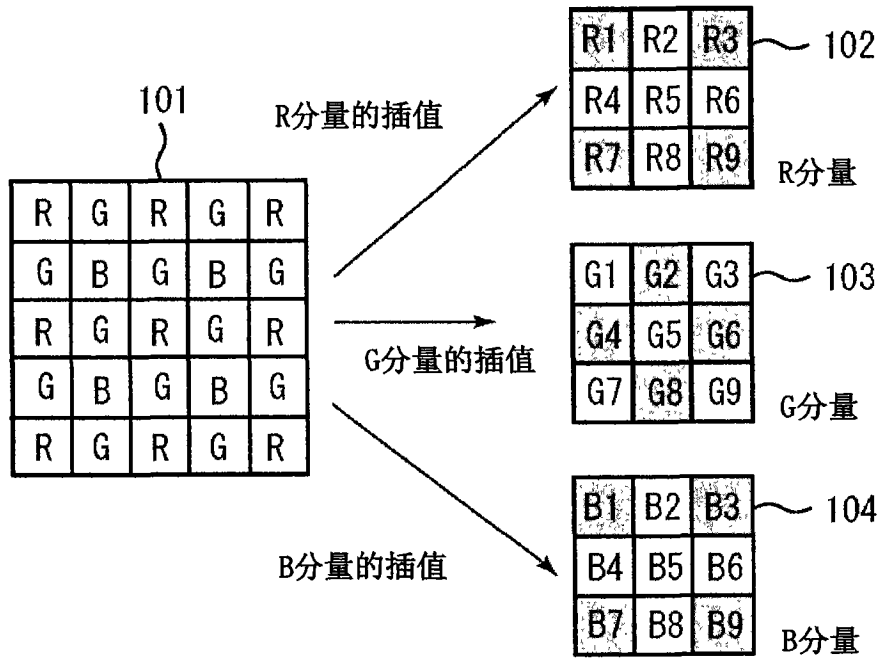 101
R G R G R
G B G B G
R G R G R
G B G B G
R G R G R
R分量的插值
G分量的插值
B分量的插值
R1 R2 R3
R4 R5 R6
R7 R8 R9
102
R分量
G1 G2 G3
G4 G5 G6
G7 G8 G9
103
G分量
B1 B2 B3
B4 B5 B6
B7 B8 B9
104
B分量